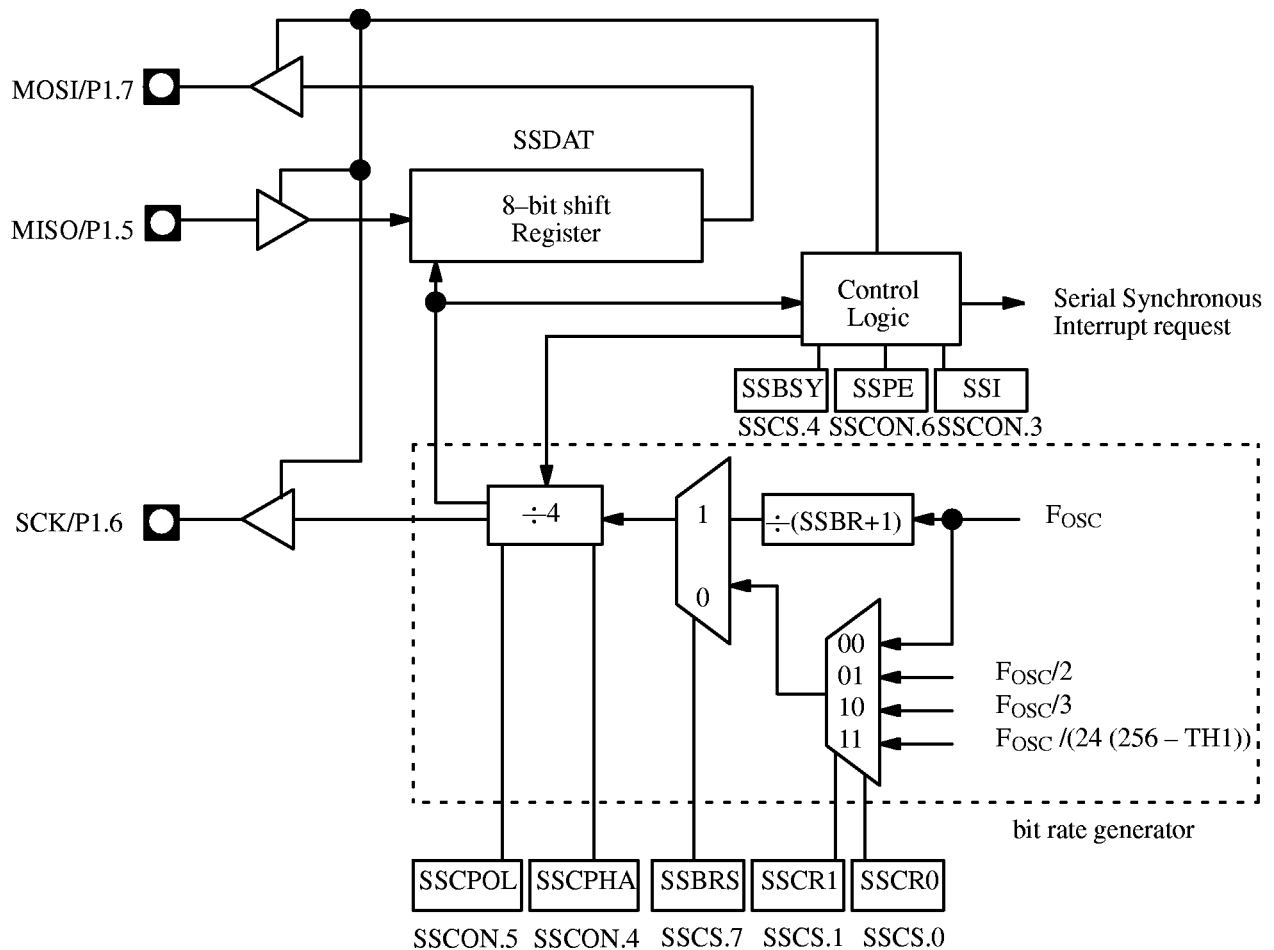 MOSI/P1.7
SSDAT
MISO/P1.5
8–bit shift
Register
Control
Logic
Serial Synchronous
Interrupt request
SSBSY SSPE SSI
SSCS.4 SSCON.6 SSCON.3
SCK/P1.6
÷4
1
÷(SSBR+1)
FOSC
0
00
01
FOSC/2
10
FOSC/3
11
FOSC /(24 (256 – TH1))
bit rate generator
SSCPOL SSCPHA SSBRS SSCR1 SSCR0
SSCON.5 SSCON.4 SSCS.7 SSCS.1 SSCS.0